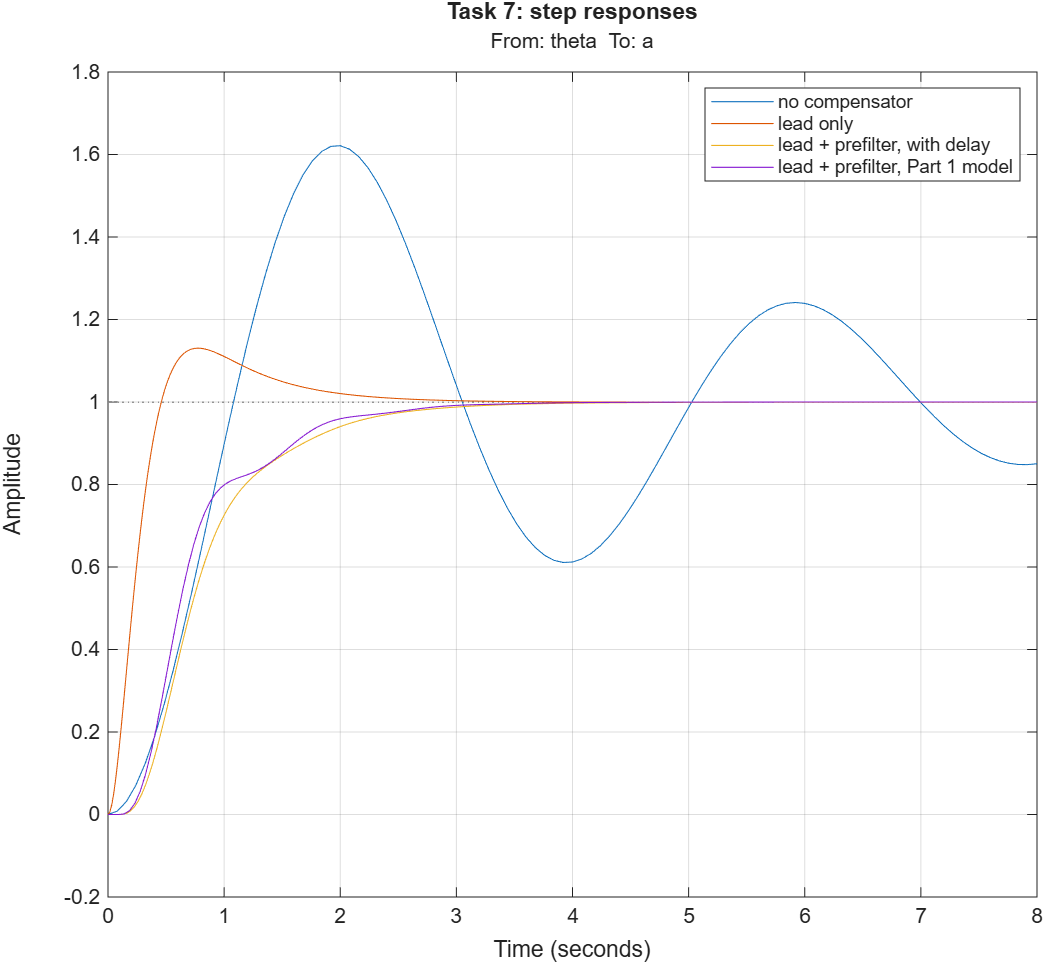 Task 7: step responses
From: theta To: a
no compensator
lead only
lead + prefilter, with delay
lead + prefilter, Part 1 model
Amplitude
1.8
1.6
1.4
1.2
1
0.8
0.6
0.4
0.2
0
-0.2
0 1 2 3 4 5 6 7 8
Time (seconds)